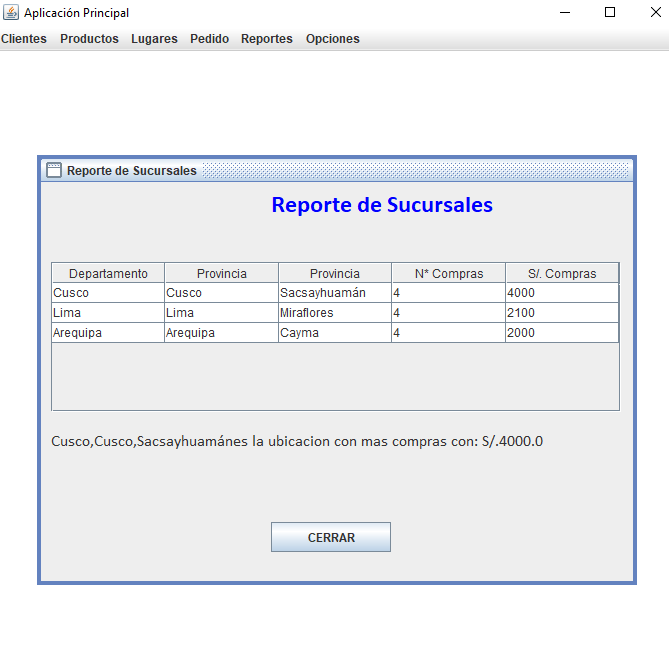 Aplicación Principal
Clientes Productos Lugares Pedido Reportes Opciones
Reporte de Sucursales
Reporte de Sucursales
Departamento Provincia Provincia N* Compras S/. Compras
Cusco Cusco Sacsayhuamán 4 4000
Lima Lima Miraflores 4 2100
Arequipa Arequipa Cayma 4 2000
Cusco,Cusco,Sacsayhuamánes la ubicacion con mas compras con: S/.4000.0
CERRAR